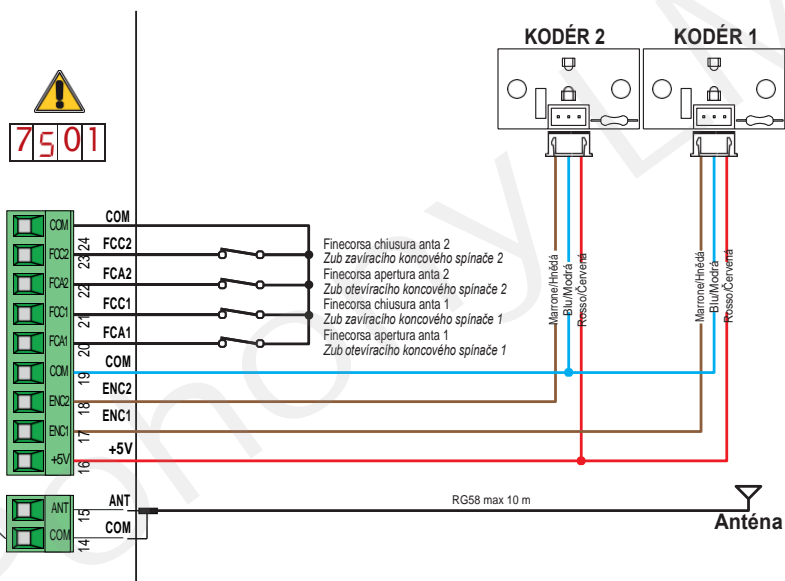 KODÉR 2
KODÉR 1
7501
COM
FCC2
FCA2
FCC1
FCA1
COM
ENC2
ENC1
+5V
ANT
COM
24
23
22
21
20
19
18
17
16
15
14
COM
FCC2
FCA2
FCC1
FCA1
COM
ENC2
ENC1
+5V
ANT
COM
Finecorsa chiusura anta 2
Zub zavíracího koncového spínače 2
Finecorsa apertura anta 2
Zub otevíracího koncového spínače 2
Finecorsa chiusura anta 1
Zub zavíracího koncového spínače 1
Finecorsa apertura anta 1
Zub otevíracího koncového spínače 1
Marrone/Hnědá
Blu/Modrá
Rosso/Červená
Marrone/Hnědá
Blu/Modrá
Rosso/Červená
RG58 max 10 m
Anténa